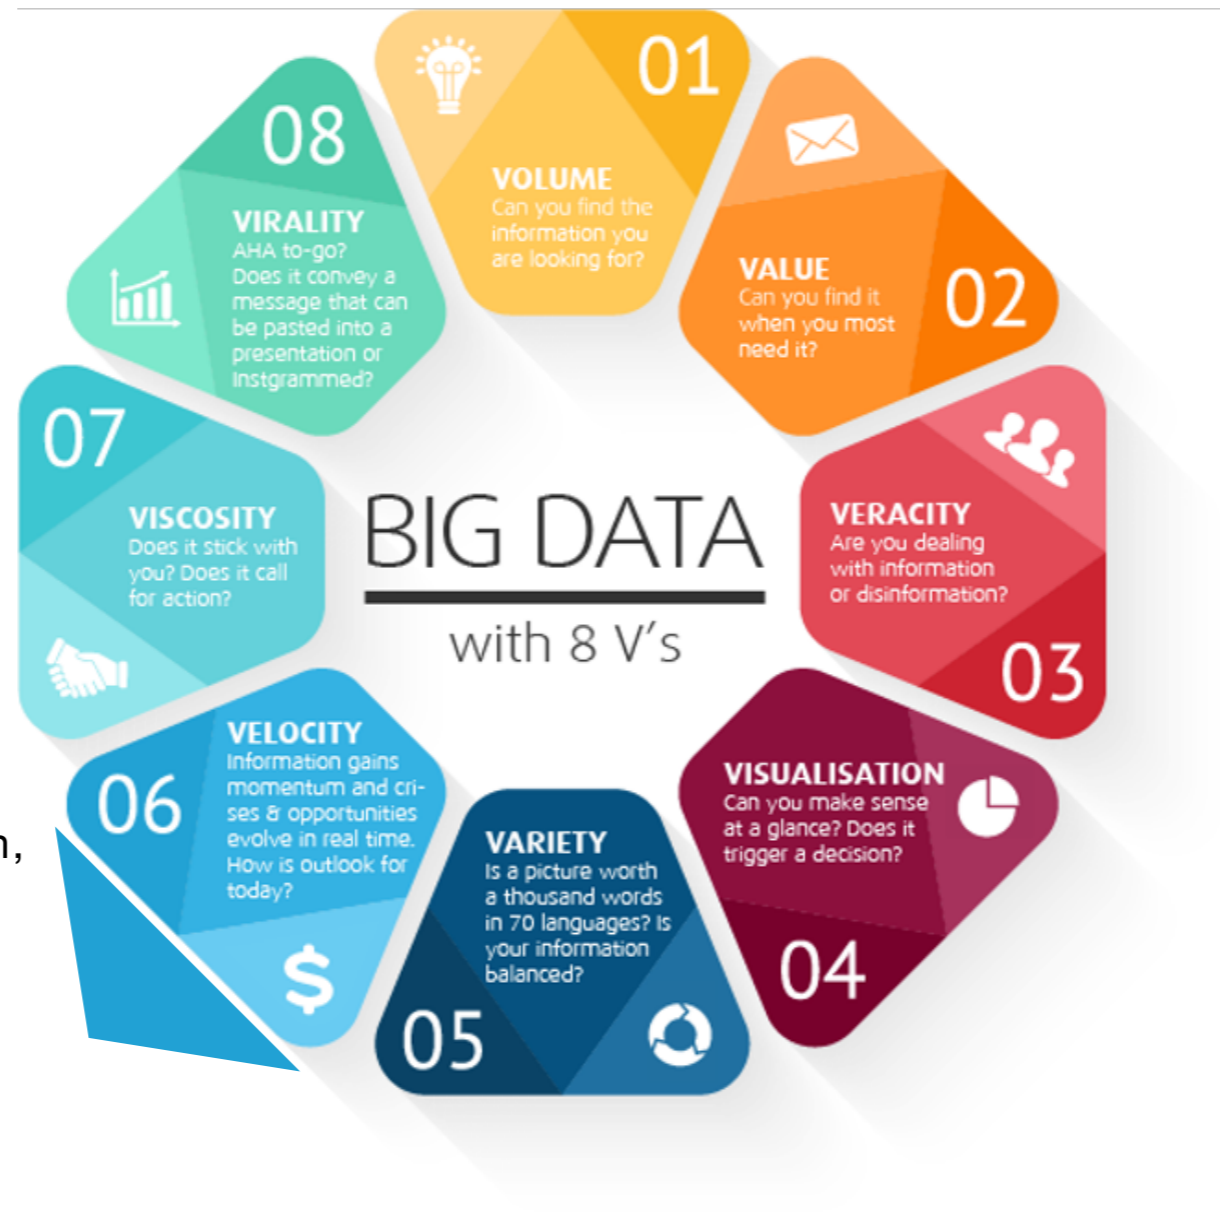 BIG DATA
with 8 V's
01
VOLUME
Can you find the
information you
are looking for?
02
VALUE
Can you find it
when you most
need it?
03
VERACITY
Are you dealing
with information
or disinformation?
04
VISUALISATION
Can you make sense
at a glance? Does it
trigger a decision?
05
VARIETY
Is a picture worth
a thousand words
in 70 languages? Is
your information
balanced?
06
VELOCITY
Information gains
momentum and cri-
ses & opportunities
evolve in real time.
How is outlook for
today?
07
VISCOSITY
Does it stick with
you? Does it call
for action?
08
VIRALITY
AHA to-go?
Does it convey a
message that can
be pasted into a
presentation or
Instgrammed?